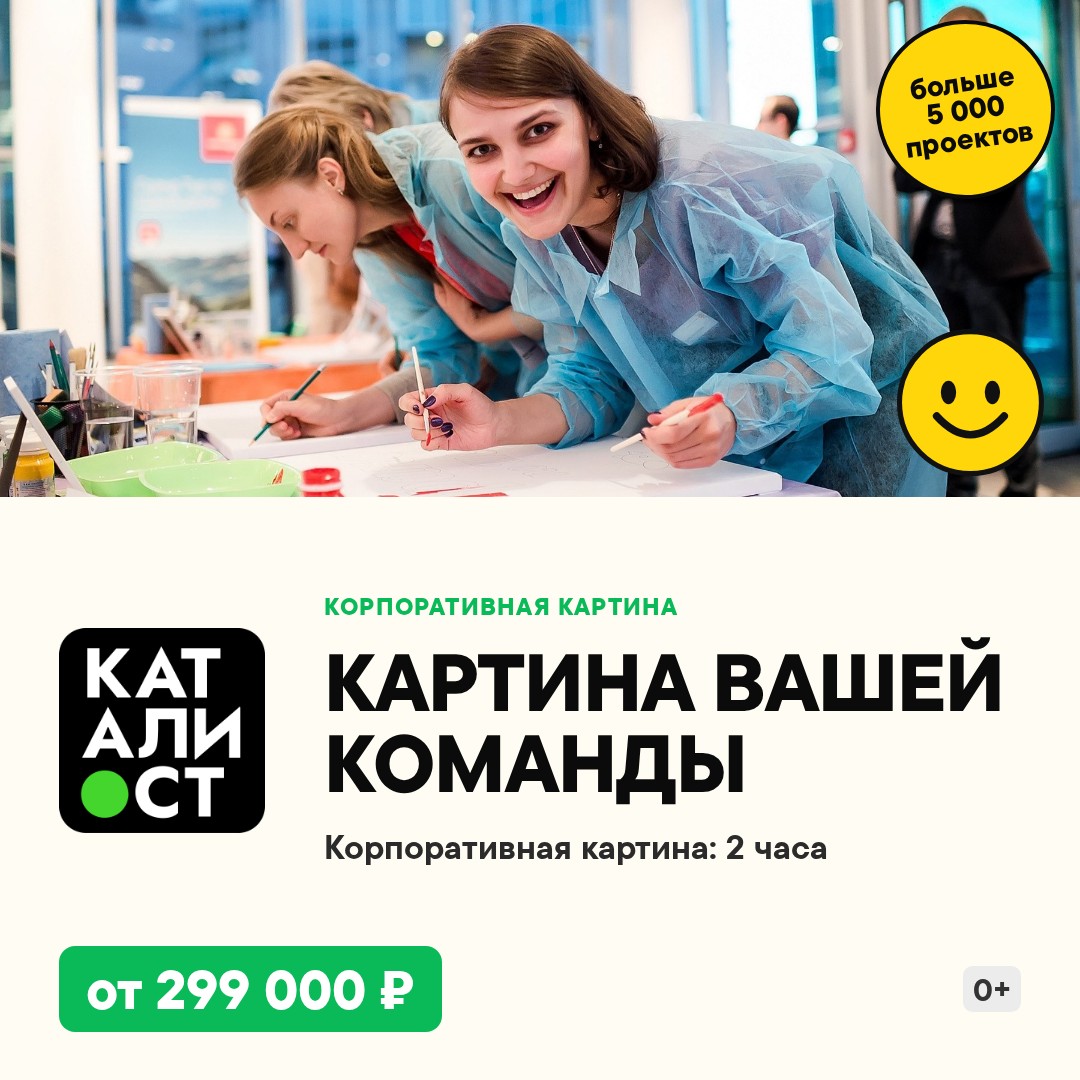 больше
5 000
проектов
КОРПОРАТИВНАЯ КАРТИНА
КАТ
АЛИ
СТ
КАРТИНА ВАШЕЙ
КОМАНДЫ
Корпоративная картина: 2 часа
от 299 000 ₽
0+